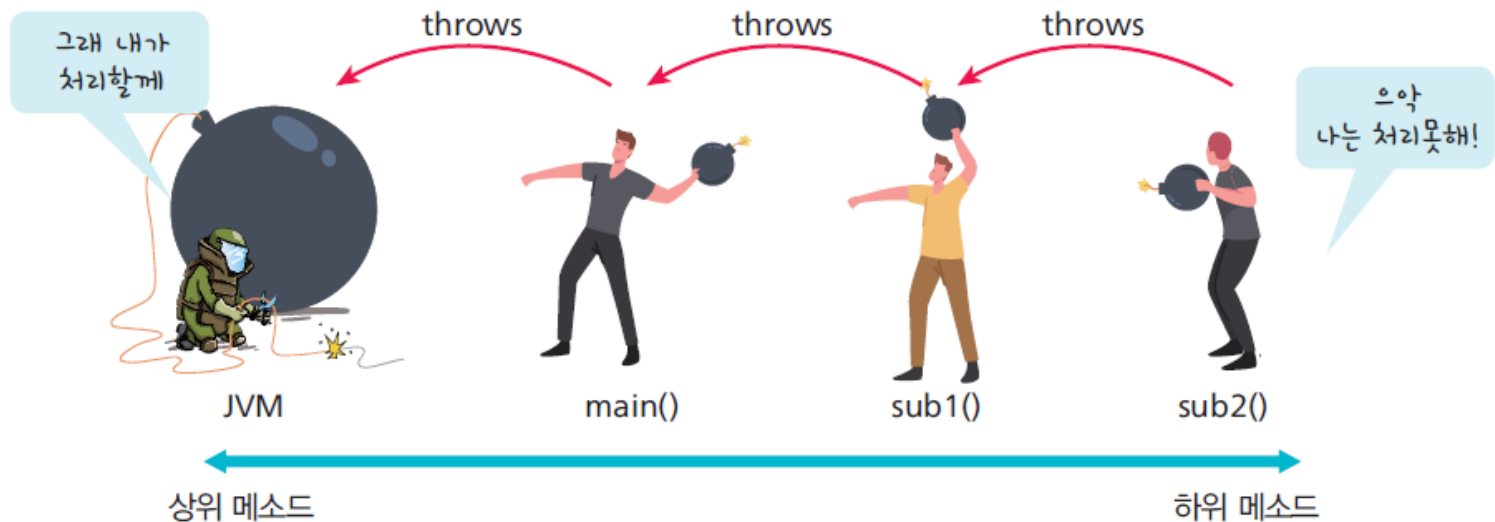 throws
throws
throws
그래 내가
처리할께
으악
나는 처리못해!
JVM
main()
sub1()
sub2()
상위 메소드
하위 메소드